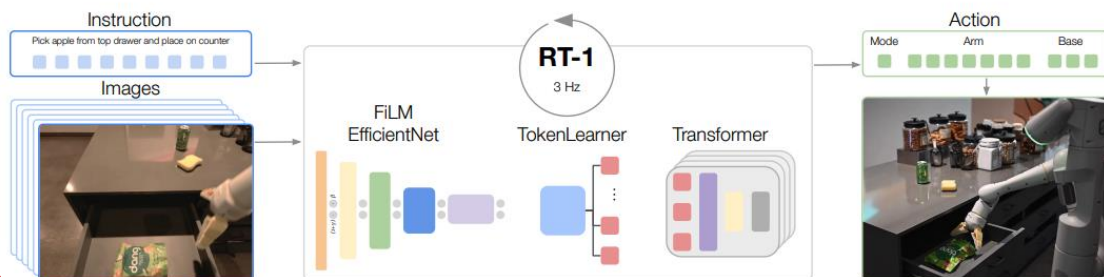 Instruction
Pick apple from top drawer and place on counter
Images
RT-1
3 Hz
FiLM
EfficientNet
TokenLearner
Transformer
Action
Mode Arm Base
dang